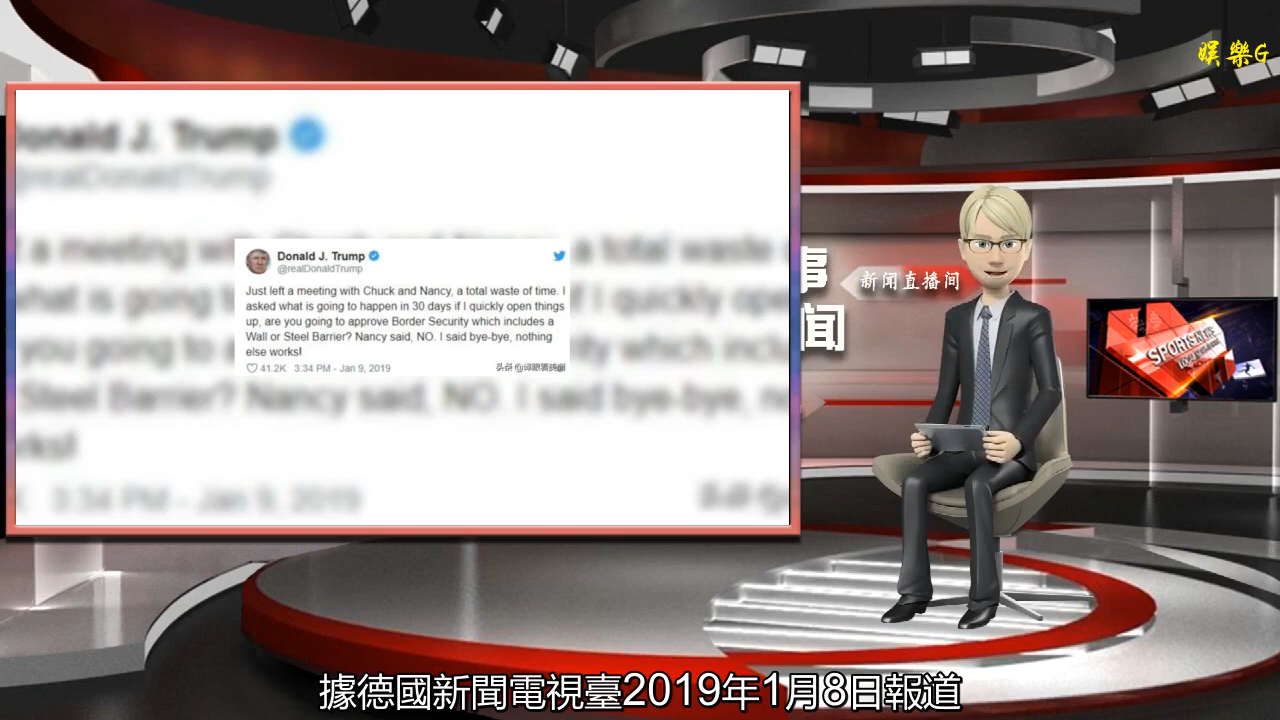 娱樂G
Donald J. Trump
@realDonaldTrump
Just left a meeting with Chuck and Nancy, a total waste of time. I
asked what is going to happen in 30 days if I quickly open things
up, are you going to approve Border Security which includes a
Wall or Steel Barrier? Nancy said, NO. I said bye-bye, nothing
else works!
41.2K 3:34 PM - Jan 9, 2019
新闻直播间
闻
SPORTS
據德國新聞電視臺2019年1月8日報道